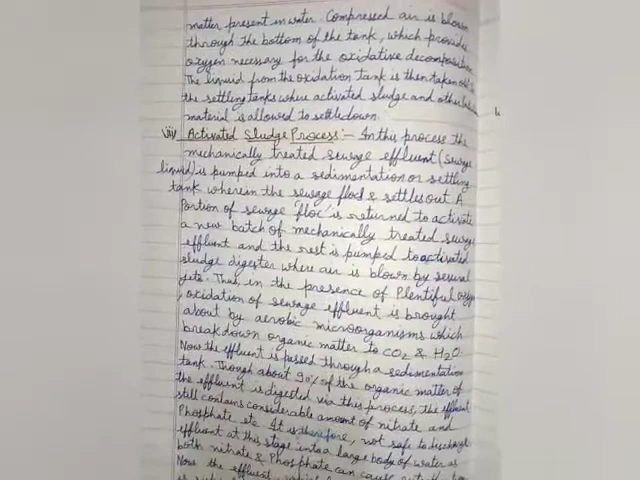 matter present in water. Compressed air is blown
through the bottom of the tank, which provides
oxygen necessary for the oxidative decomposition
The liquid from the oxidation tank is then taken
the settling tanks where activated sludge and other
material is allowed to settle down.
viii) Activated Sludge Process:- In this process the
mechanically treated sewage effluent (sewage
liquid) is pumped into a sedimentation or settling
tank wherein the sewage flocs & settles out A
Portion of sewage 'floc' is returned to activate
a new batch of mechanically treated sewage
effluent and the rest is pumped to activated
sludge digester where air is blown by several
jets. Thus, in the presence of Plentiful oxygen
, oxidation of sewage effluent is brought
about by aerobic microorganisms which
breakdown organic matter to CO2 & H2O.
Now the effluent is passed through a sedimentation
tank. Though about 90% of the organic matter of
the effluent is digested via this process, the effluent
still contains considerable amount of nitrate and
Phosphate etc. It is therefore, not safe to discharge
effluent at this stage into a large body of water as
both nitrate & Phosphate can cause
Now the effluent